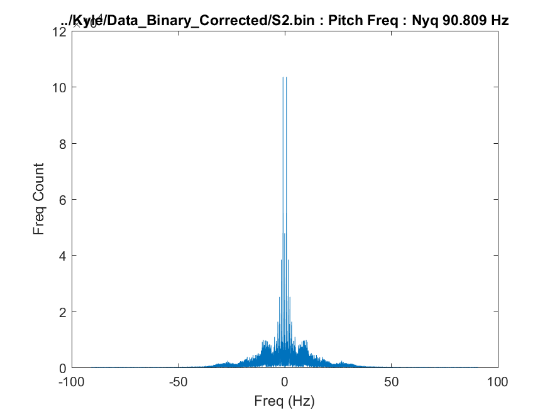 ../Kyle/Data_Binary_Corrected/S2.bin : Pitch Freq : Nyq 90.809 Hz
12
10
8
6
4
2
0
Freq Count
-100 -50 0 50 100
Freq (Hz)